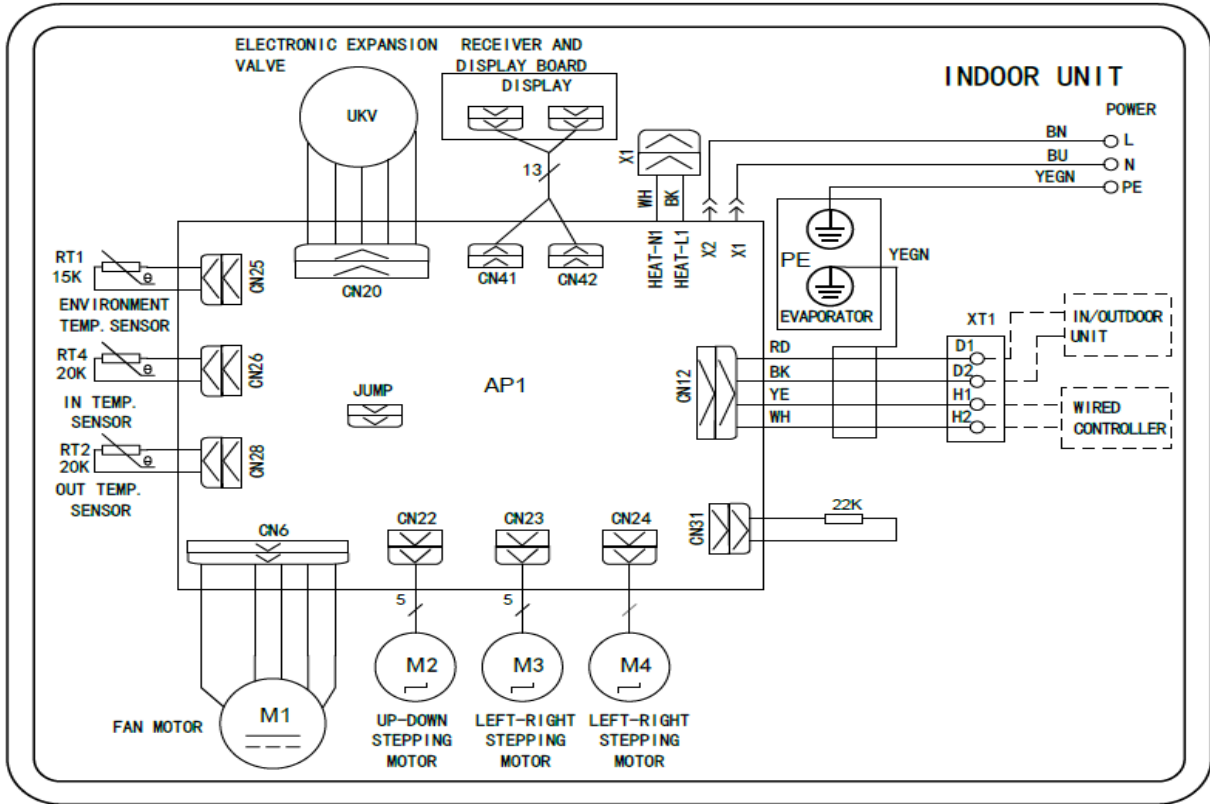 ELECTRONIC EXPANSION
VALVE
RECEIVER AND
DISPLAY BOARD
DISPLAY
INDOOR UNIT
POWER
UKV
BN
L
BU
N
YEGN
PE
13
X1
WH
BK
HEAT-N1
HEAT-L1
X2
X1
PE
YEGN
EVAPORATOR
RT1
15K
θ
CN25
ENVIRONMENT
TEMP. SENSOR
CN20
CN41
CN42
RT4
20K
θ
CN26
IN TEMP.
SENSOR
JUMP
AP1
CN12
RD
BK
YE
WH
XT1
D1
D2
H1
H2
IN/OUTDOOR
UNIT
WIRED
CONTROLLER
RT2
20K
θ
CN28
OUT TEMP.
SENSOR
CN6
CN22
CN23
CN24
CN31
22K
5
5
M1
M2
M3
M4
FAN MOTOR
UP-DOWN
STEPPING
MOTOR
LEFT-RIGHT
STEPPING
MOTOR
LEFT-RIGHT
STEPPING
MOTOR